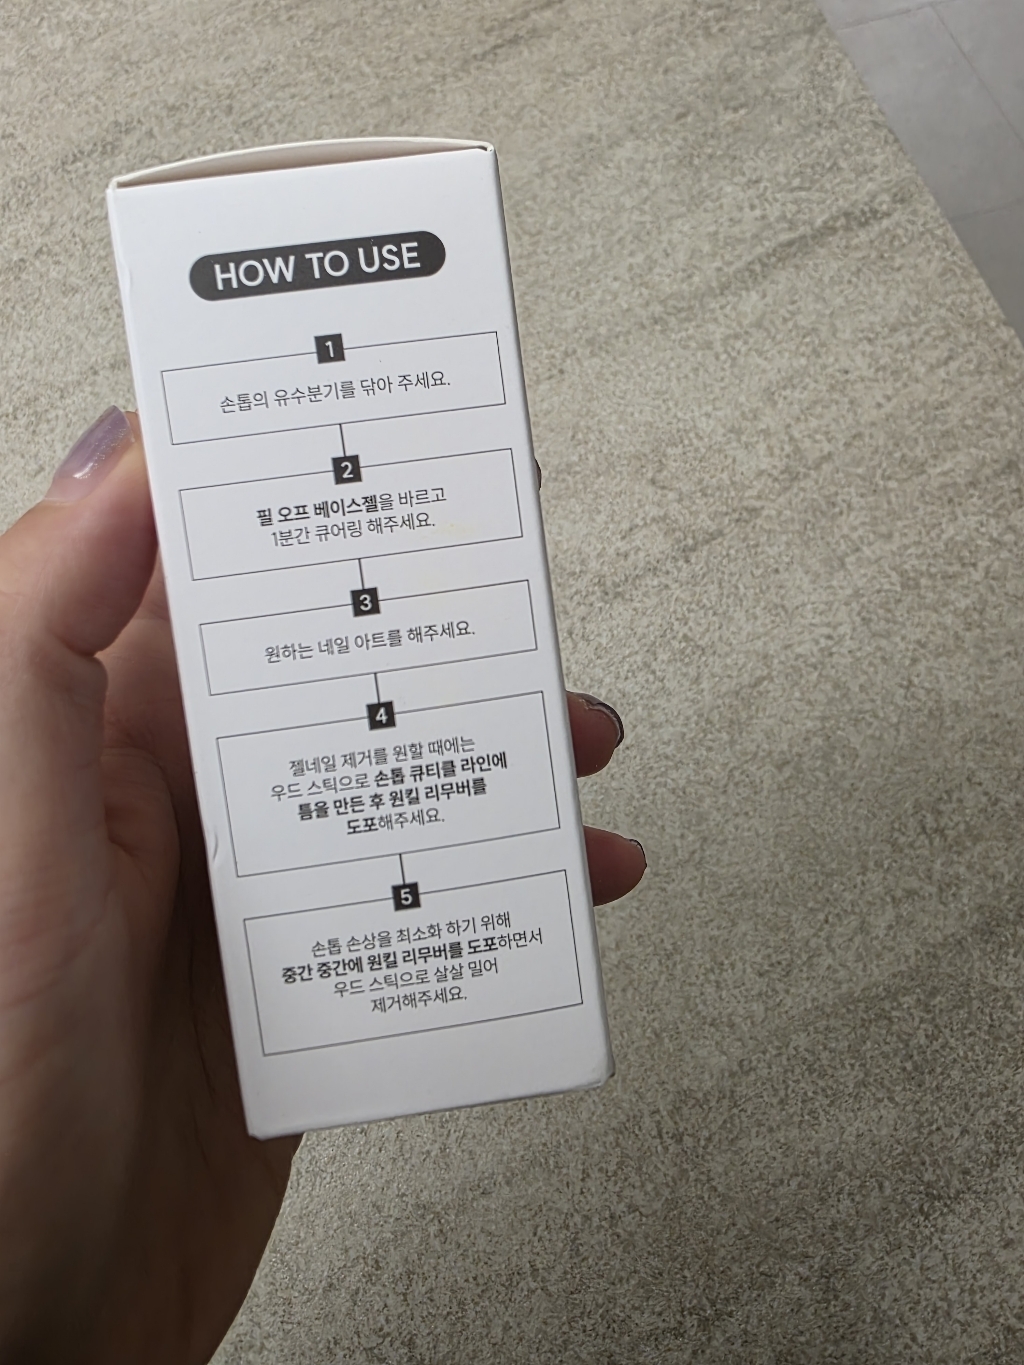 HOW TO USE
1
손톱의 유수분기를 닦아 주세요.
2
필 오프 베이스젤을 바르고
1분간 큐어링 해주세요.
3
원하는 네일 아트를 해주세요.
4
젤네일 제거를 원할 때에는
우드 스틱으로 손톱 큐티클 라인에
틈을 만든 후 원킬 리무버를
도포해주세요.
5
손톱 손상을 최소화 하기 위해
중간 중간에 원킬 리무버를 도포하면서
우드 스틱으로 살살 밀어
제거해주세요.